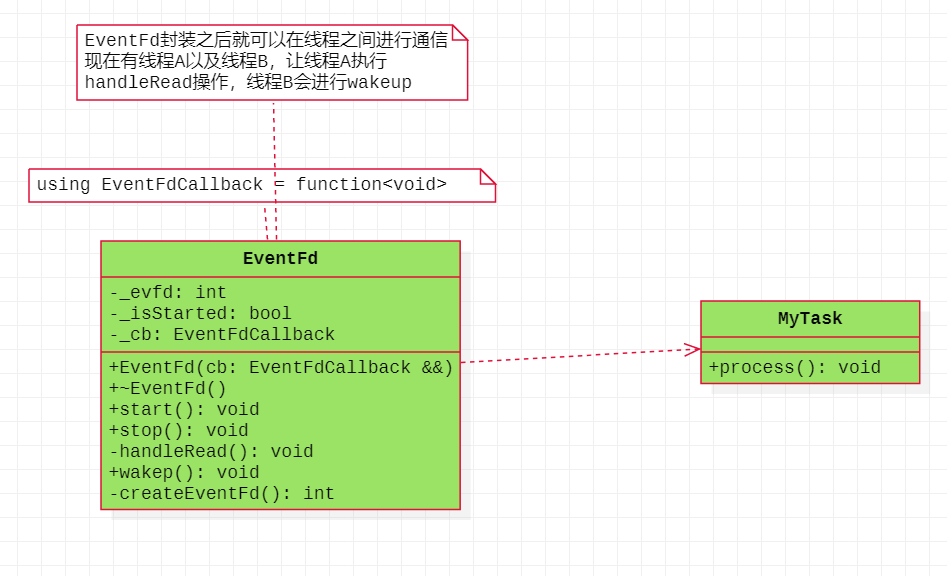 EventFd封装之后就可以在线程之间进行通信
现在有线程A以及线程B，让线程A执行
handleRead操作，线程B会进行wakeup
using EventFdCallback = function<void>
EventFd
-_evfd: int
-_isStarted: bool
-_cb: EventFdCallback
+EventFd(cb: EventFdCallback &&)
+~EventFd()
+start(): void
+stop(): void
-handleRead(): void
+wakep(): void
-createEventFd(): int
MyTask
+process(): void